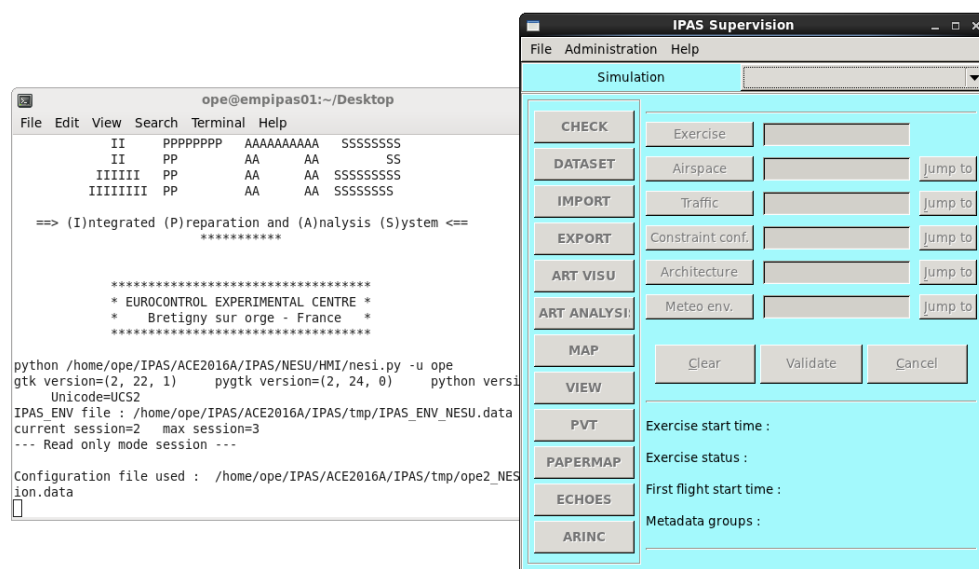 ope@empipas01:~/Desktop
File Edit View Search Terminal Help
II PPPPPPPP AAAAAAAAAA SSSSSSSS
II PP AA AA SS
IIIIII PP AA AA SSSSSSSSS
IIIIIIII PP AA AA SSSSSSSS
==> (I)ntegrated (P)reparation and (A)nalysis (S)ystem <==
***********
***********************************
* EUROCONTROL EXPERIMENTAL CENTRE *
* Bretigny sur orge - France *
***********************************
python /home/ope/IPAS/ACE2016A/IPAS/NESU/HMI/nesi.py -u ope
gtk version=(2, 22, 1) pygtk version=(2, 24, 0) python versi
Unicode=UCS2
IPAS_ENV file : /home/ope/IPAS/ACE2016A/IPAS/tmp/IPAS_ENV_NESU.data
current session=2 max session=3
--- Read only mode session ---
Configuration file used : /home/ope/IPAS/ACE2016A/IPAS/tmp/ope2_NES
ion.data
IPAS Supervision
File Administration Help
Simulation
CHECK
DATASET
IMPORT
EXPORT
ART VISU
ART ANALYSI
MAP
VIEW
PVT
PAPERMAP
ECHOES
ARINC
Exercise
Airspace Jump to
Traffic Jump to
Constraint conf. Jump to
Architecture Jump to
Meteo env. Jump to
Clear Validate Cancel
Exercise start time :
Exercise status :
First flight start time :
Metadata groups :